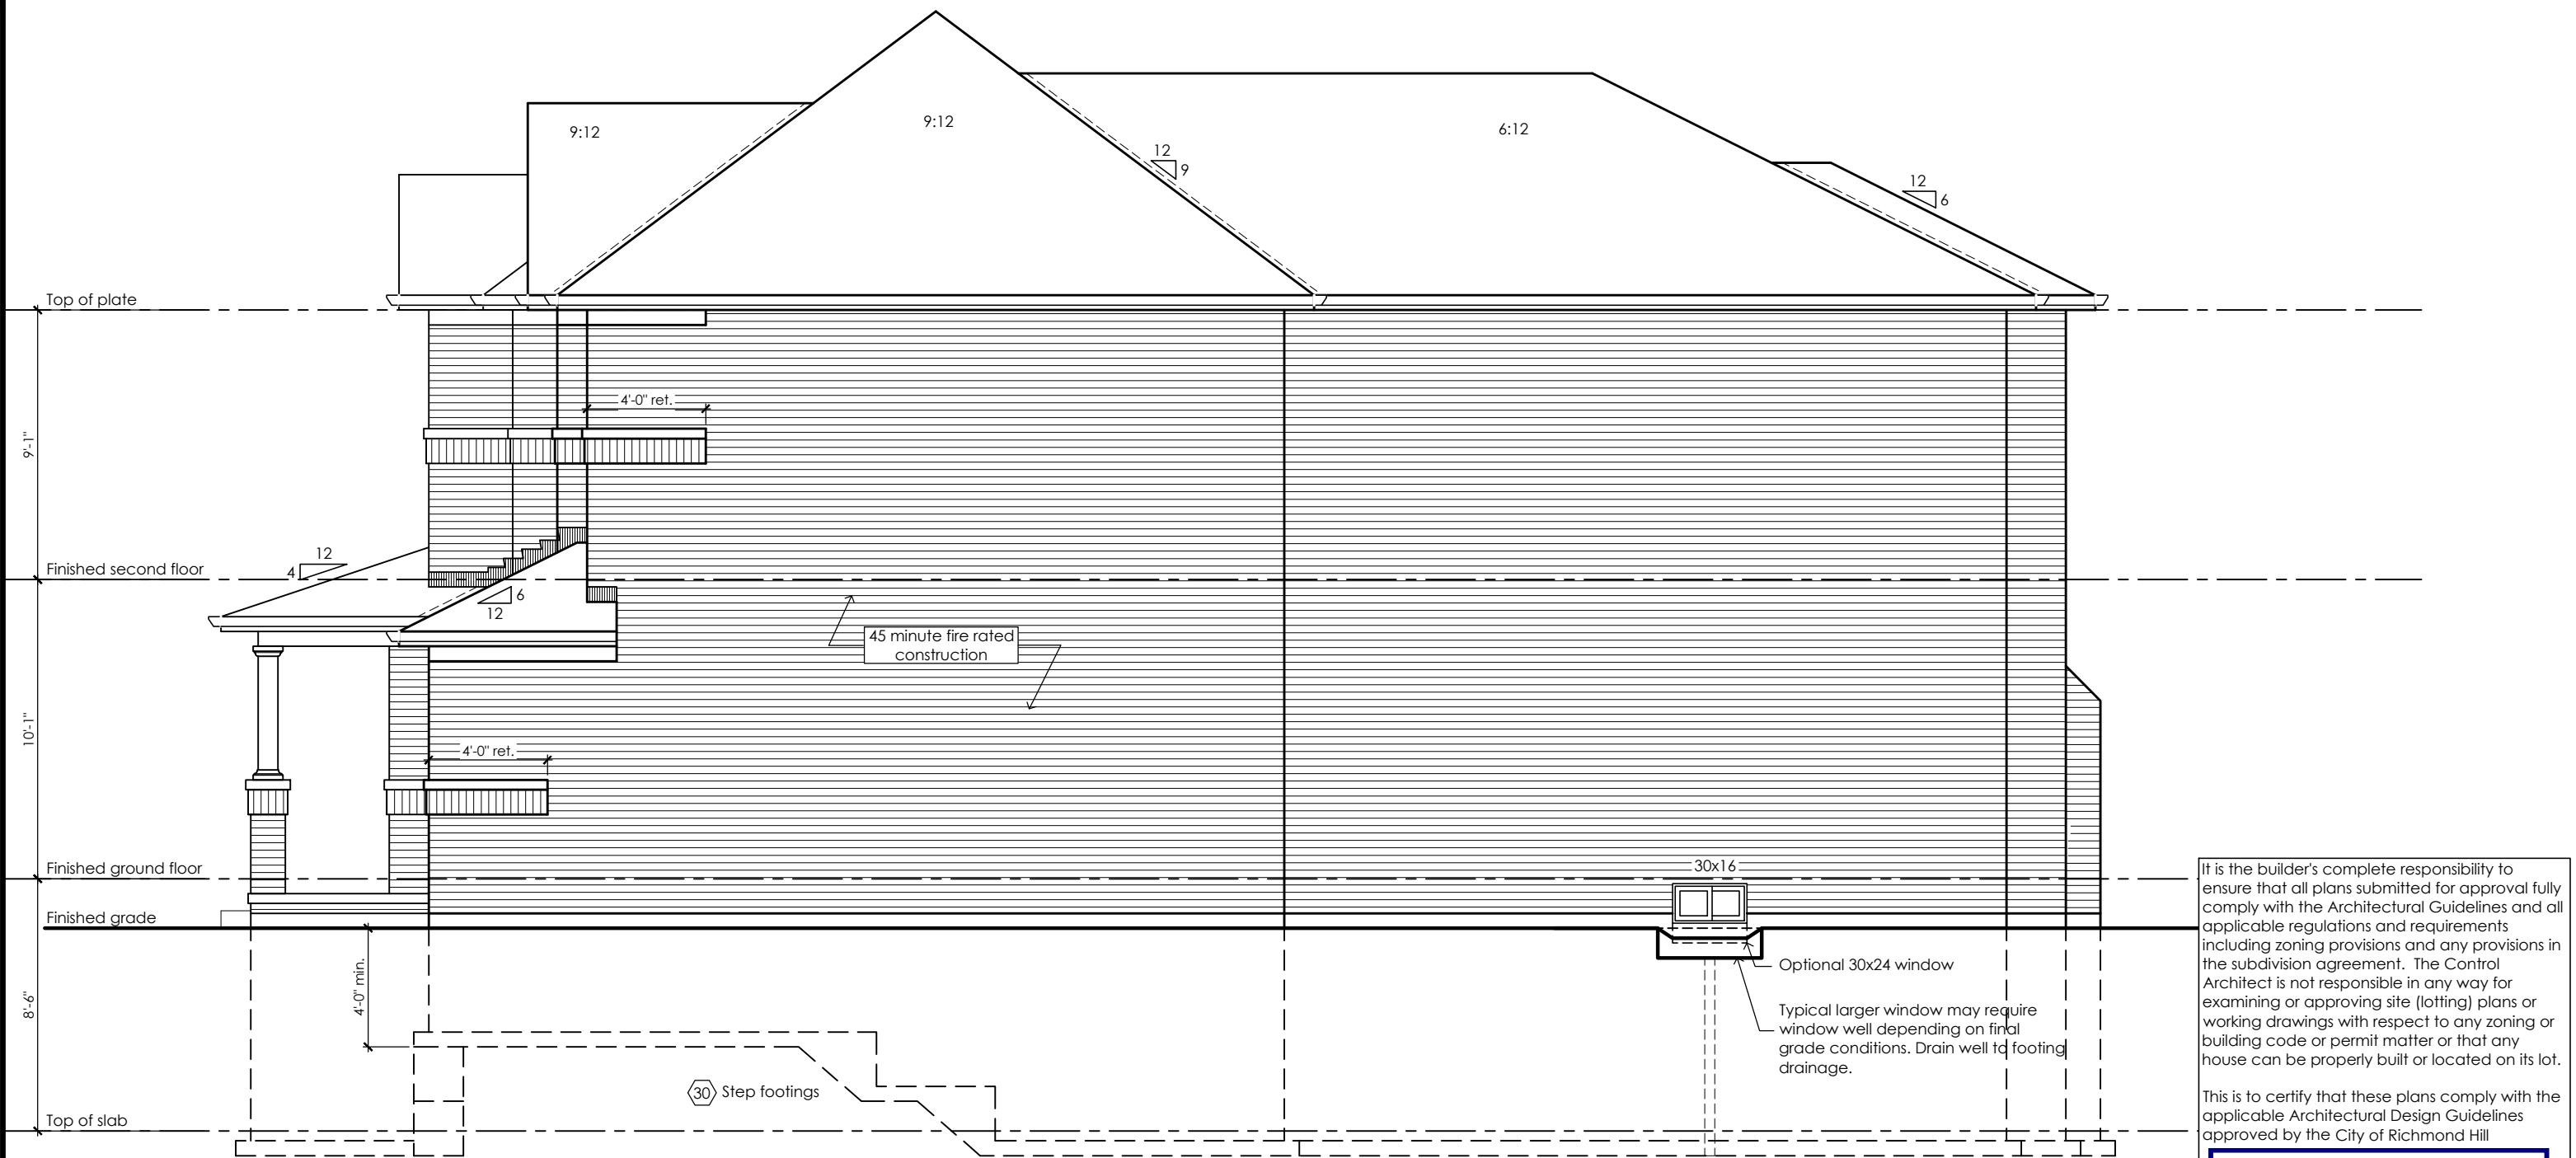 9:12
9:12
6:12
12
9
12
6
Top of plate
4'-0" ret.
9'-1"
12
4
Finished second floor
6
12
45 minute fire rated
construction
10'-1"
4'-0" ret.
Finished ground floor
30x16
Finished grade
4'-0" min.
8'-6"
Optional 30x24 window
Typical larger window may require
window well depending on final
grade conditions. Drain well to footing
drainage.
30 Step footings
Top of slab
It is the builder's complete responsibility to
ensure that all plans submitted for approval fully
comply with the Architectural Guidelines and all
applicable regulations and requirements
including zoning provisions and any provisions in
the subdivision agreement. The Control
Architect is not responsible in any way for
examining or approving site (lotting) plans or
working drawings with respect to any zoning or
building code or permit matter or that any
house can be properly built or located on its lot.
This is to certify that these plans comply with the
applicable Architectural Design Guidelines
approved by the City of Richmond Hill